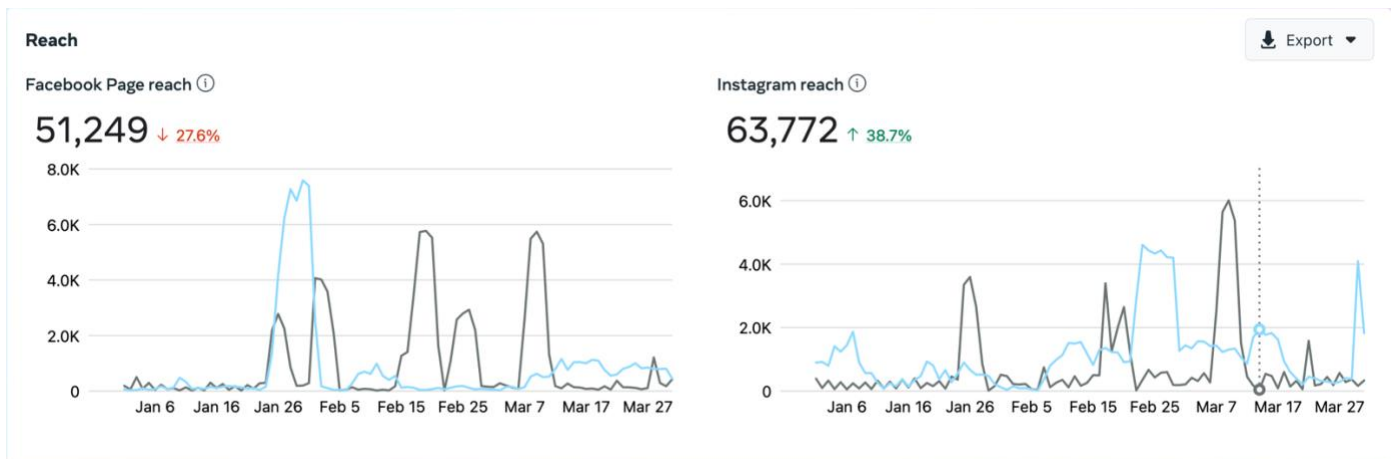 Reach
Export
Facebook Page reach
51,249 ↓ 27.6%
8.0K
6.0K
4.0K
2.0K
0
Jan 6 Jan 16 Jan 26 Feb 5 Feb 15 Feb 25 Mar 7 Mar 17 Mar 27
Instagram reach
63,772 ↑ 38.7%
6.0K
4.0K
2.0K
0
Jan 6 Jan 16 Jan 26 Feb 5 Feb 15 Feb 25 Mar 7 Mar 17 Mar 27